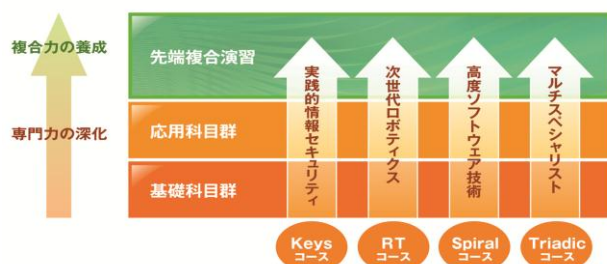 複合力の養成
専門力の深化
先端複合演習
応用科目群
基礎科目群
実践的情報セキュリティ
次世代ロボティクス
高度ソフトウェア技術
マルチスペシャリスト
Keys
コース
RT
コース
Spiral
コース
Triadic
コース